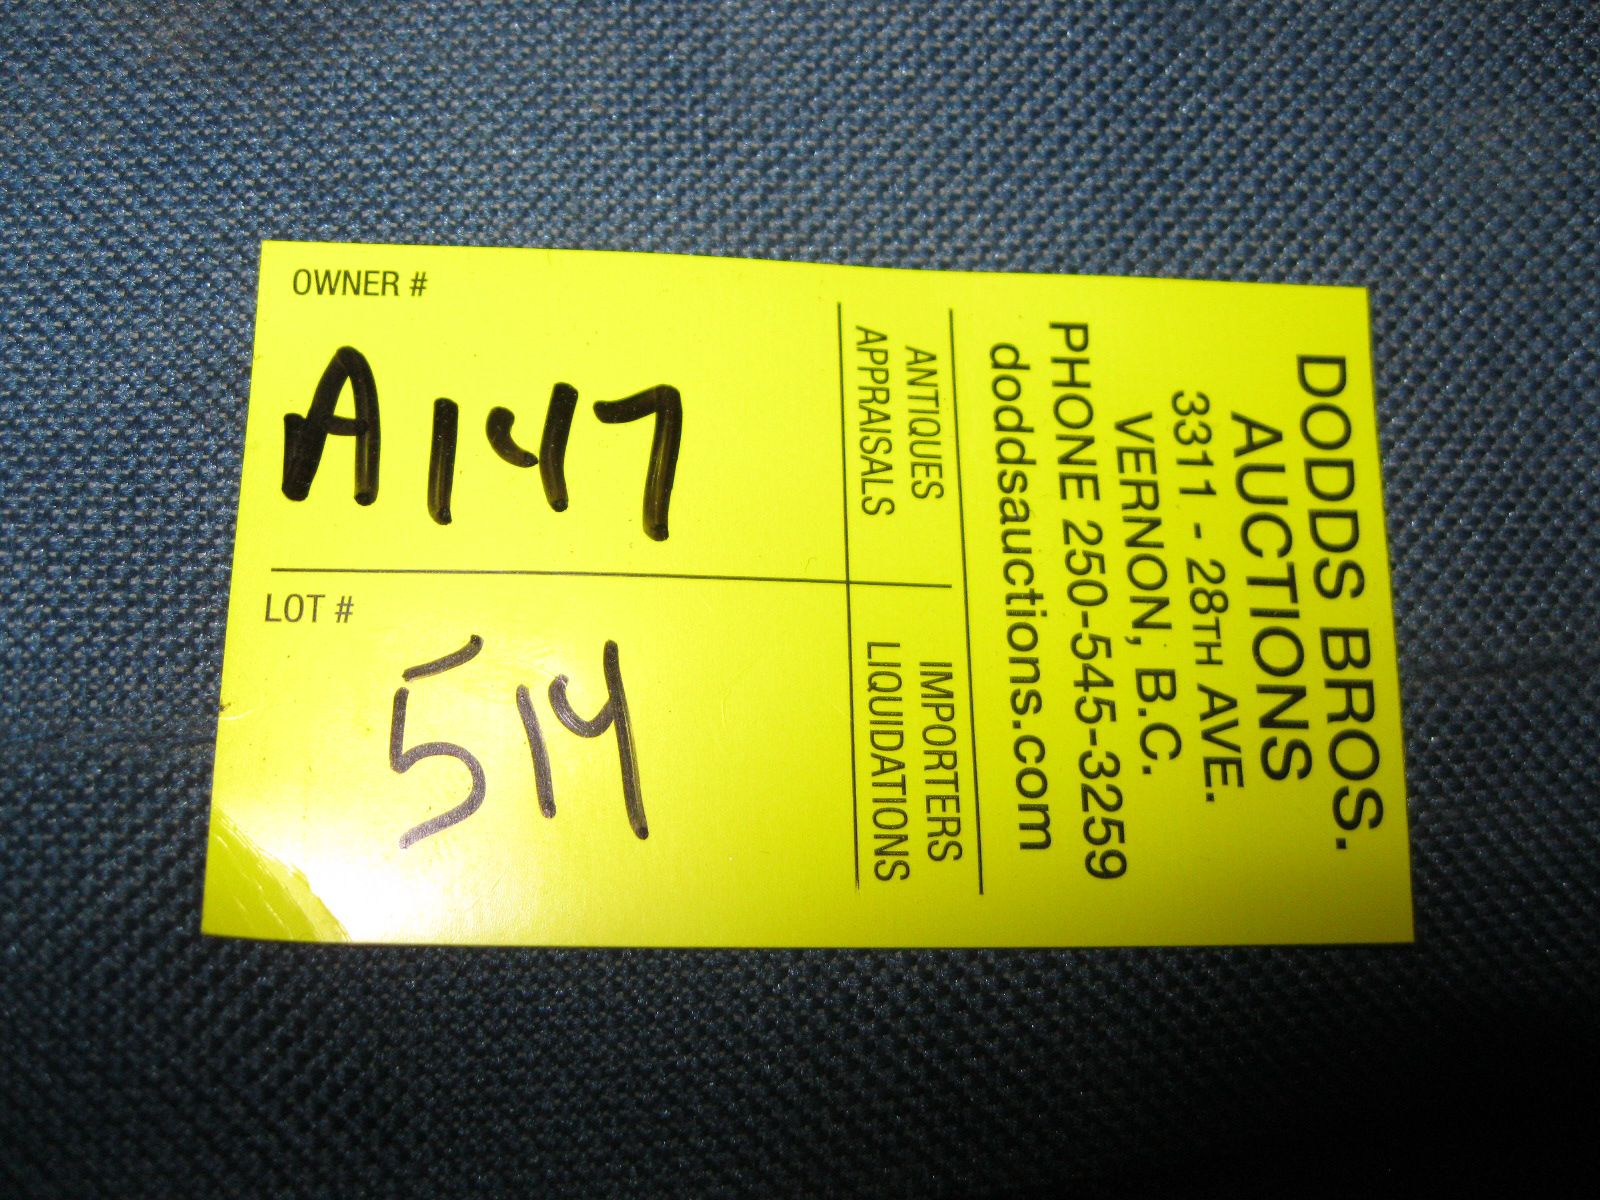 OWNER #
A147
LOT #
514
DODDS BROS.
AUCTIONS
3311 - 28TH AVE.
VERNON, B.C.
PHONE 250-545-3259
doddsauctions.com
ANTIQUES
APPRAISALS
IMPORTERS
LIQUIDATIONS